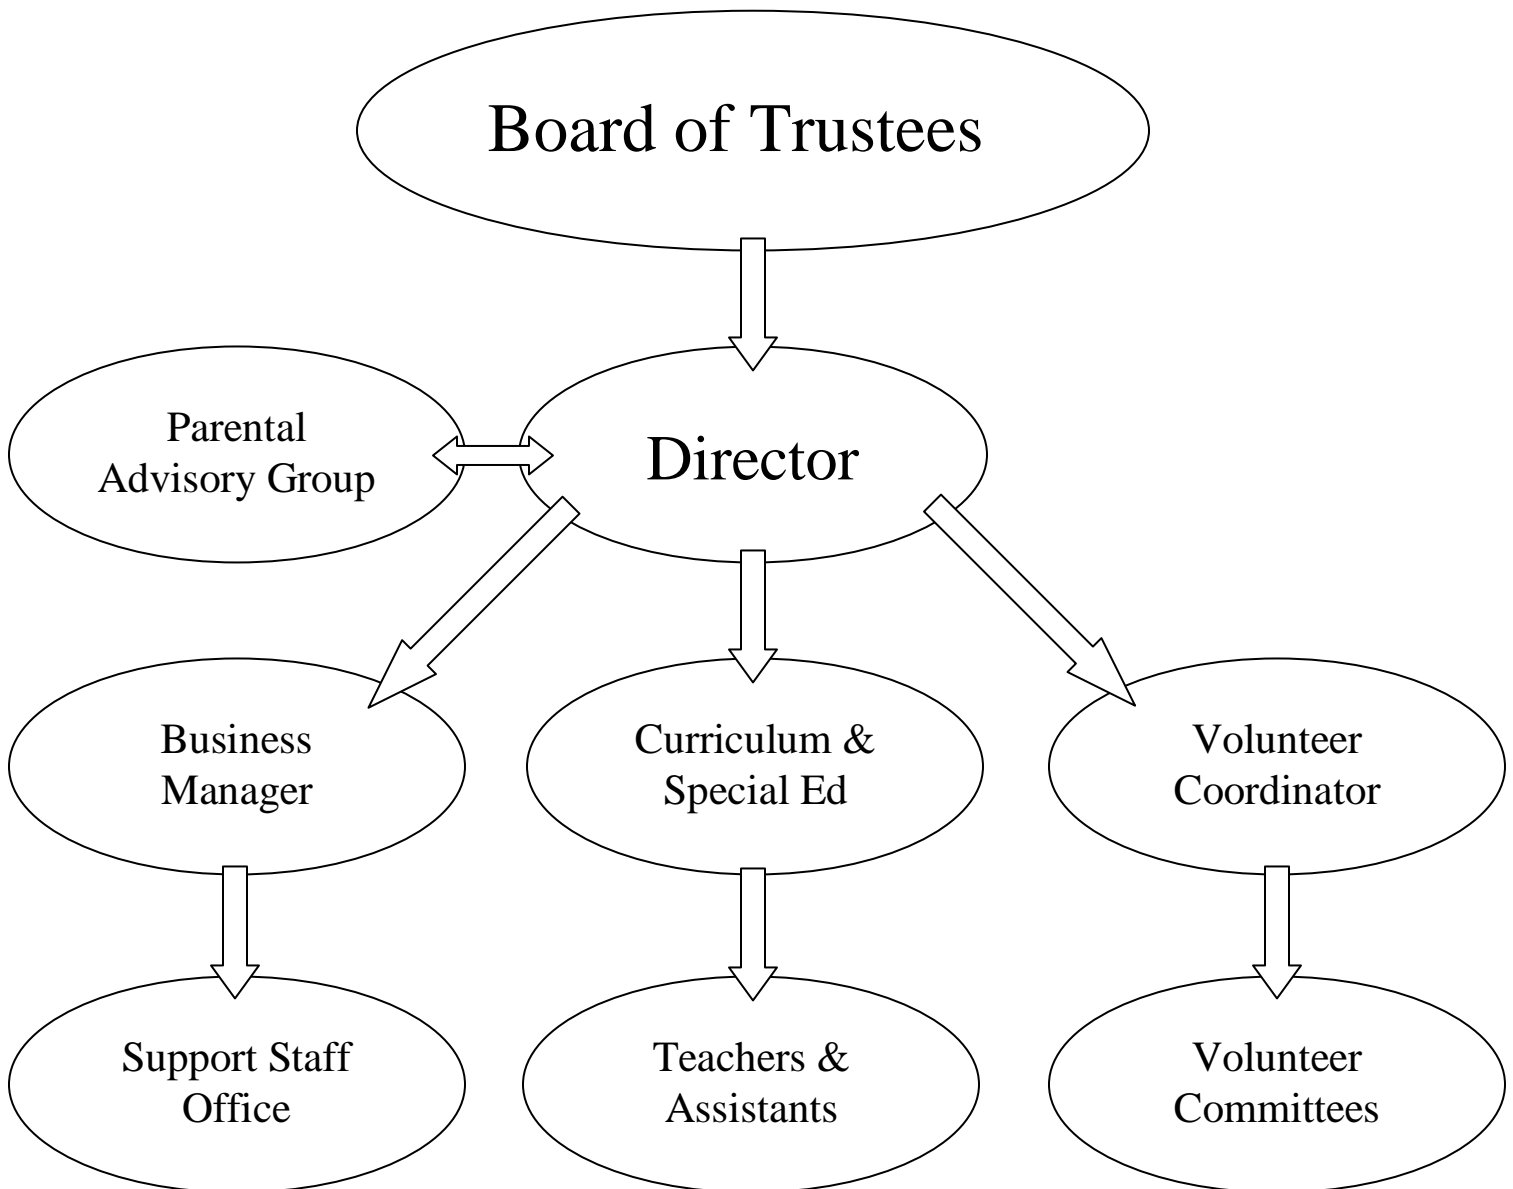 Board of Trustees
Parental
Advisory Group
Director
Business
Manager
Curriculum &
Special Ed
Volunteer
Coordinator
Support Staff
Office
Teachers &
Assistants
Volunteer
Committees